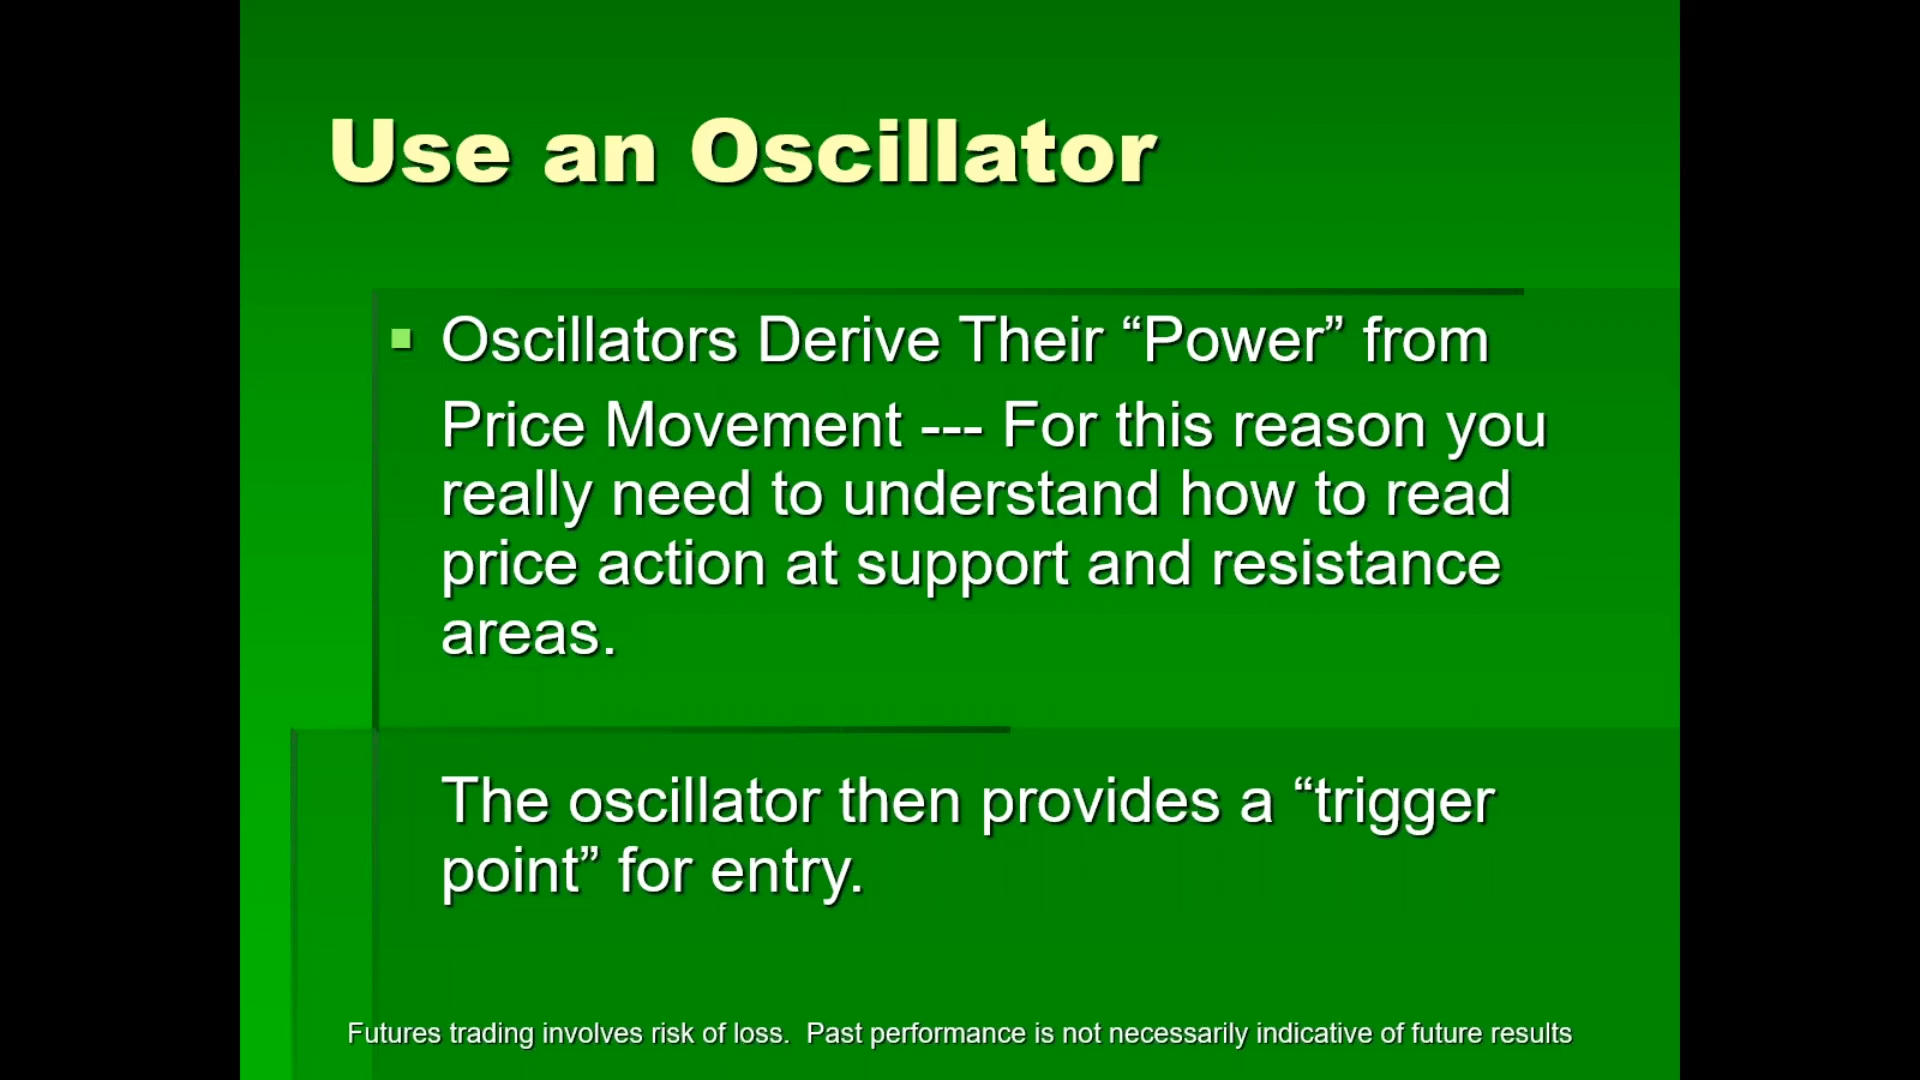 Use an Oscillator
▪ Oscillators Derive Their “Power” from
Price Movement --- For this reason you
really need to understand how to read
price action at support and resistance
areas.
The oscillator then provides a “trigger
point” for entry.
Futures trading involves risk of loss.  Past performance is not necessarily indicative of future results